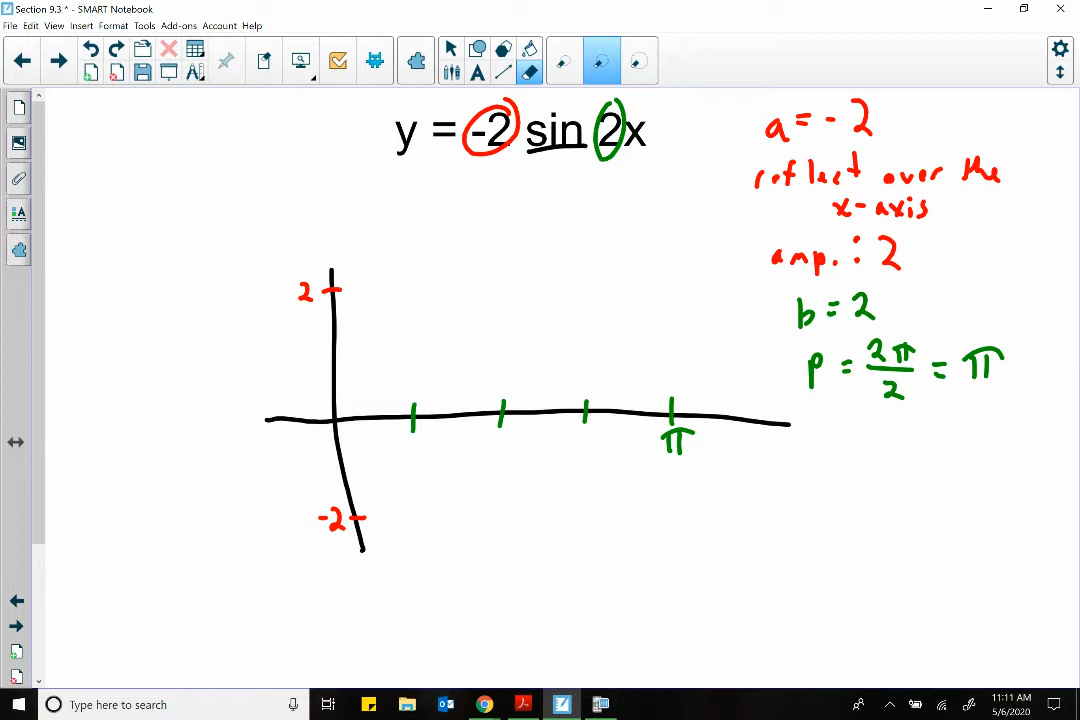 Section 9.3 * - SMART Notebook
File Edit View Insert Format Tools Add-ons Account Help
y = -2 sin 2x
a = - 2
reflect over the
x-axis
amp. : 2
b = 2
p = 2π/2 = π
2
π
-2
Type here to search
11:11 AM
5/6/2020